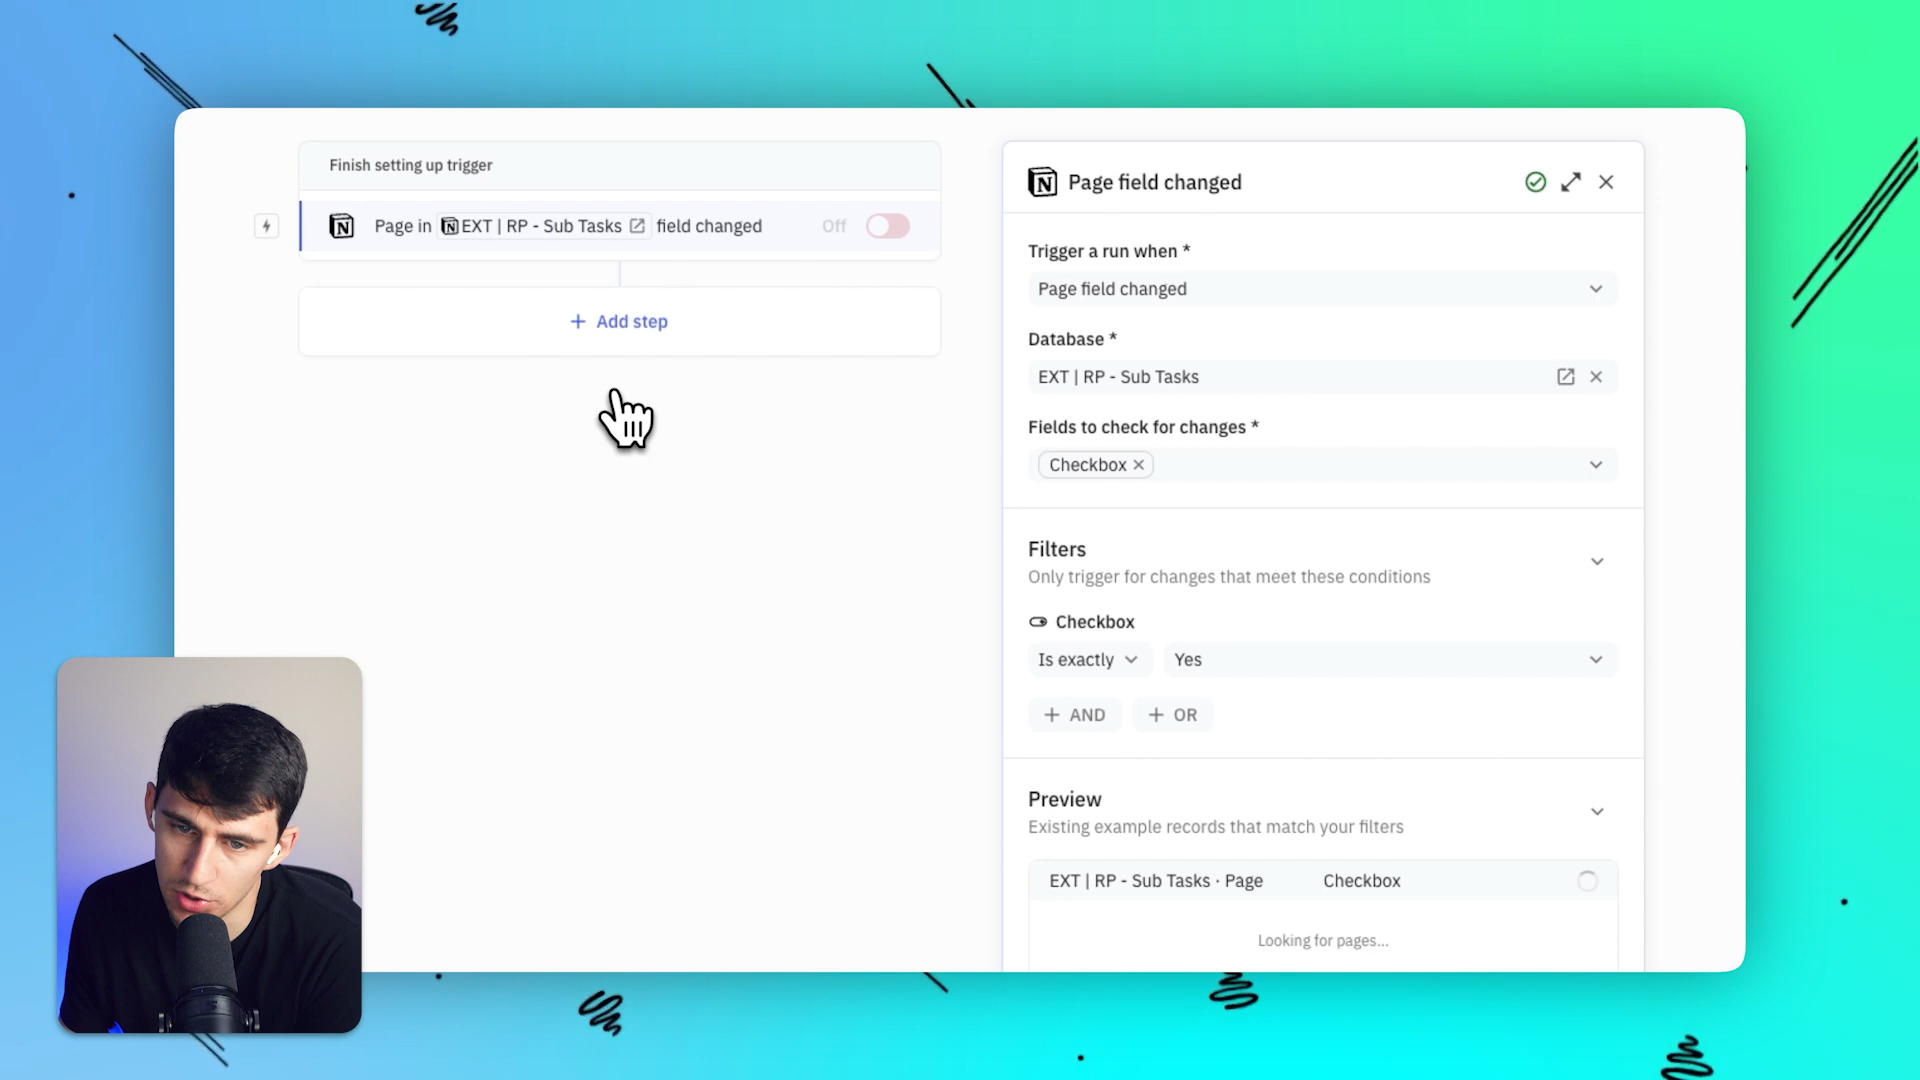 Finish setting up trigger
Page in EXT | RP - Sub Tasks field changed Off
+ Add step
Page field changed
Trigger a run when *
Page field changed
Database *
EXT | RP - Sub Tasks
Fields to check for changes *
Checkbox
Filters
Only trigger for changes that meet these conditions
Checkbox
Is exactly Yes
+ AND + OR
Preview
Existing example records that match your filters
EXT | RP - Sub Tasks · Page Checkbox
Looking for pages...